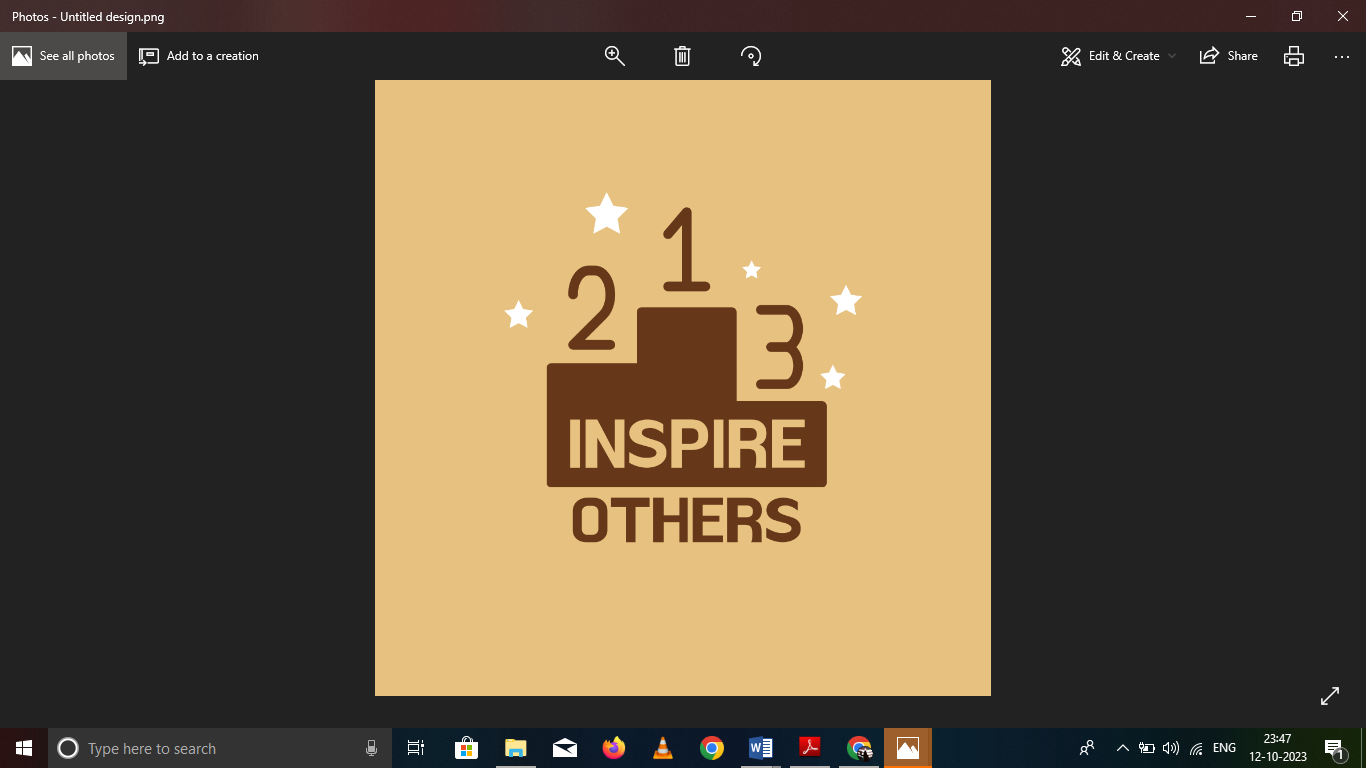 Photos - Untitled design.png
See all photos
Add to a creation
Edit & Create
Share
1
2
3
INSPIRE
OTHERS
Type here to search
W
ENG
23:47
12-10-2023
1